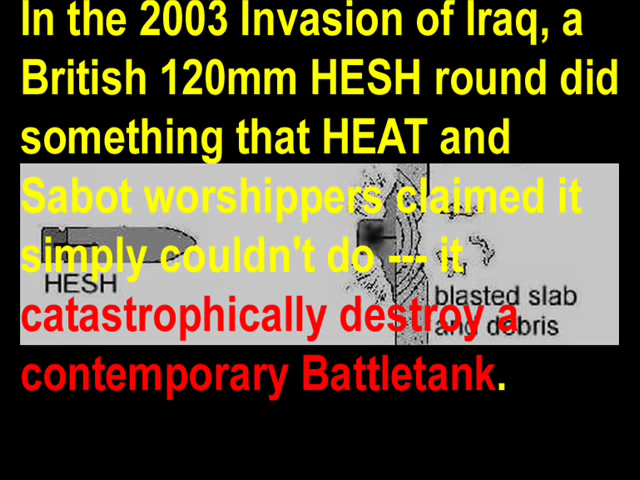 In the 2003 Invasion of Iraq, a
British 120mm HESH round did
something that HEAT and
Sabot worshippers claimed it
simply couldn't do --- it
HESH
blasted slab
catastrophically destroy a
and debris
contemporary Battletank.